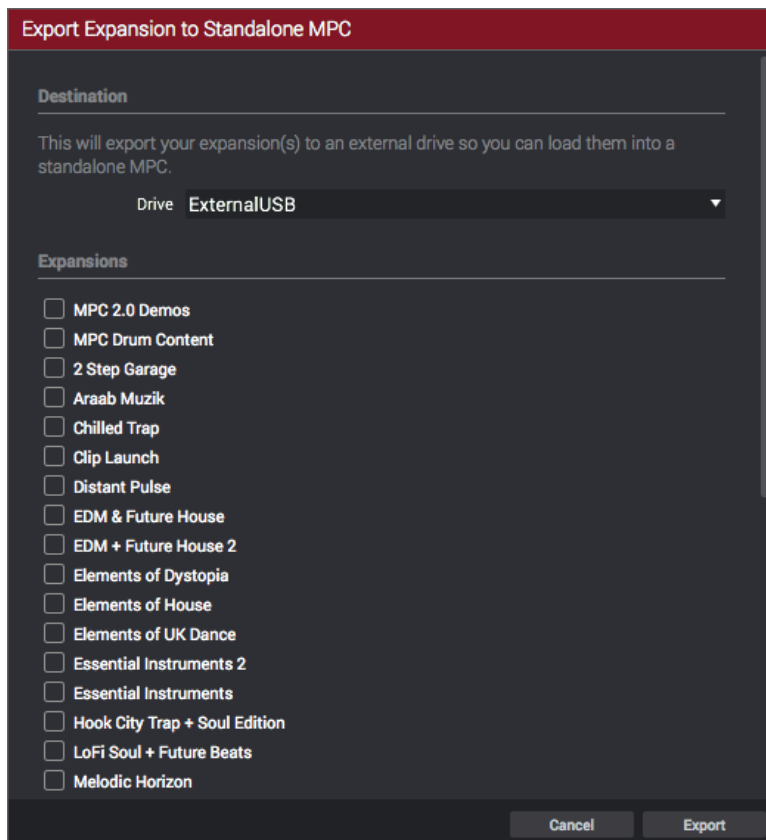 Export Expansion to Standalone MPC
Destination
This will export your expansion(s) to an external drive so you can load them into a
standalone MPC.
Drive ExternalUSB
Expansions
MPC 2.0 Demos
MPC Drum Content
2 Step Garage
Araab Muzik
Chilled Trap
Clip Launch
Distant Pulse
EDM & Future House
EDM + Future House 2
Elements of Dystopia
Elements of House
Elements of UK Dance
Essential Instruments 2
Essential Instruments
Hook City Trap + Soul Edition
LoFi Soul + Future Beats
Melodic Horizon
Cancel Export